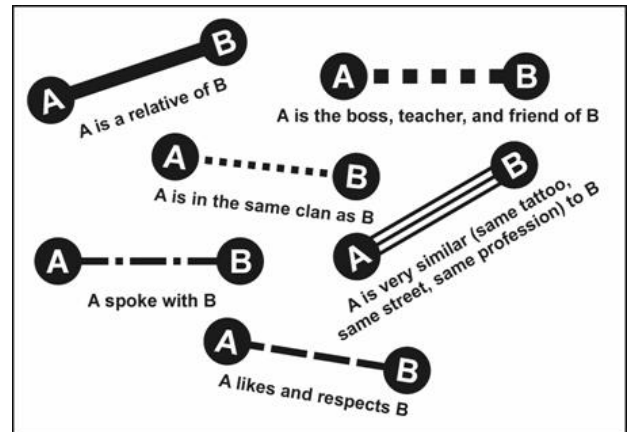 A B
A is a relative of B
A B
A is the boss, teacher, and friend of B
A B
A is in the same clan as B
A B
A is very similar (same tattoo,
same street, same profession) to B
A B
A spoke with B
A B
A likes and respects B